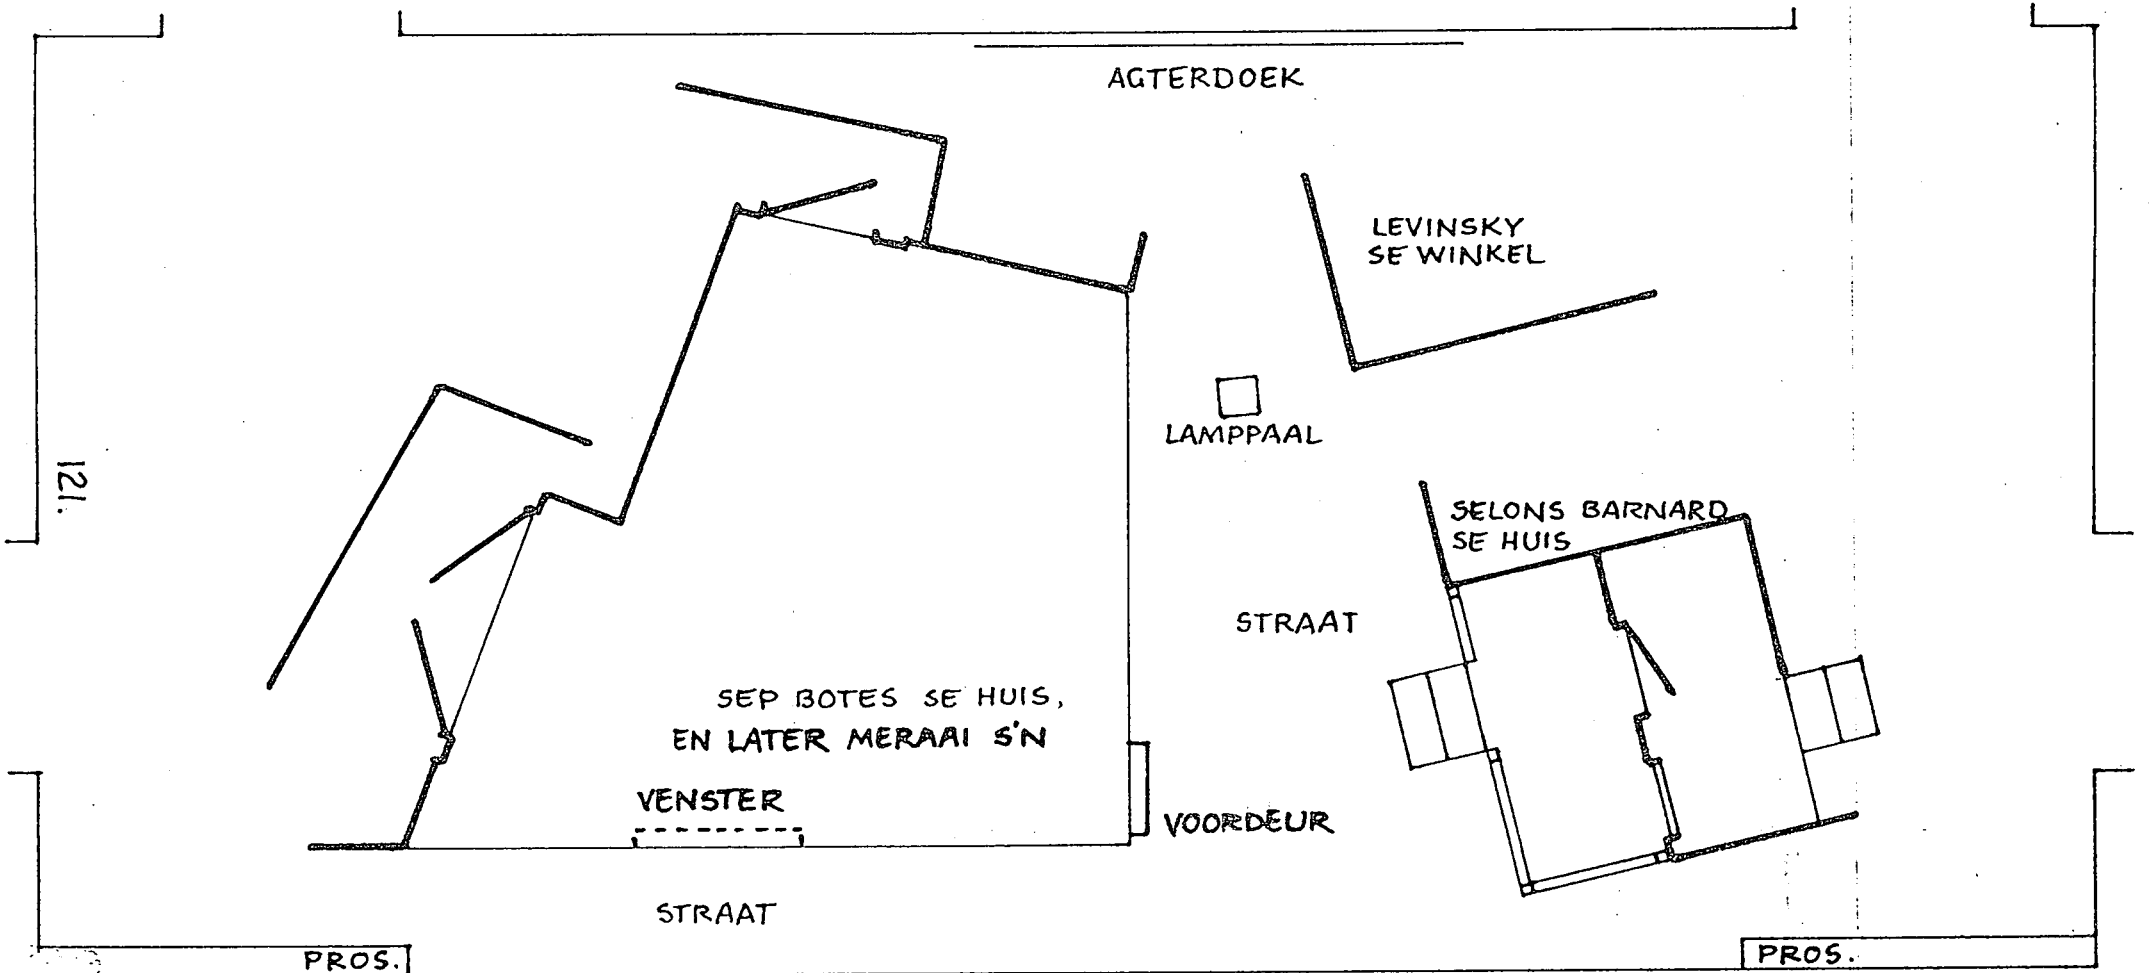 AGTERDOEK
LEVINSKY
SE WINKEL
LAMPPAAL
121.
SELONS BARNARD
SE HUIS
STRAAT
SEP BOTES SE HUIS,
EN LATER MERAAI S'N
VENSTER
VOORDEUR
STRAAT
PROS.
PROS.